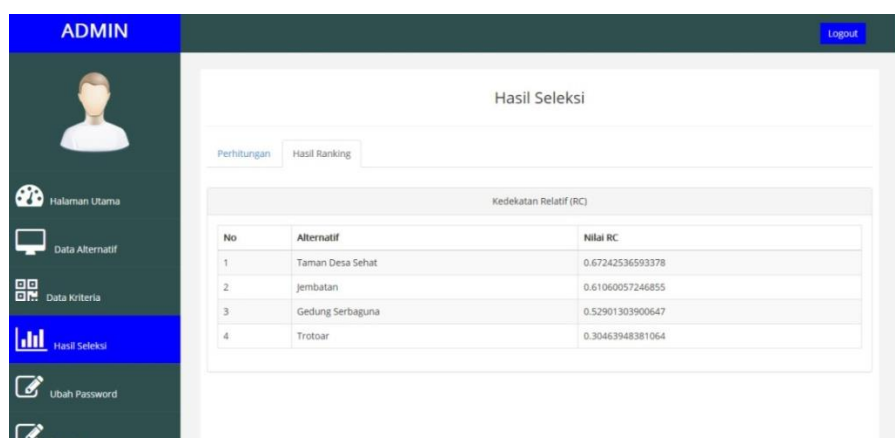 ADMIN
Logout
Hasil Seleksi
Perhitungan Hasil Ranking
Halaman Utama
Data Alternatif
Data Kriteria
Hasil Seleksi
Ubah Password
Kedekatan Relatif (RC)
No Alternatif Nilai RC
1 Taman Desa Sehat 0.67242536593378
2 Jembatan 0.61060057246855
3 Gedung Serbaguna 0.52901303900647
4 Trotoar 0.30463948381064